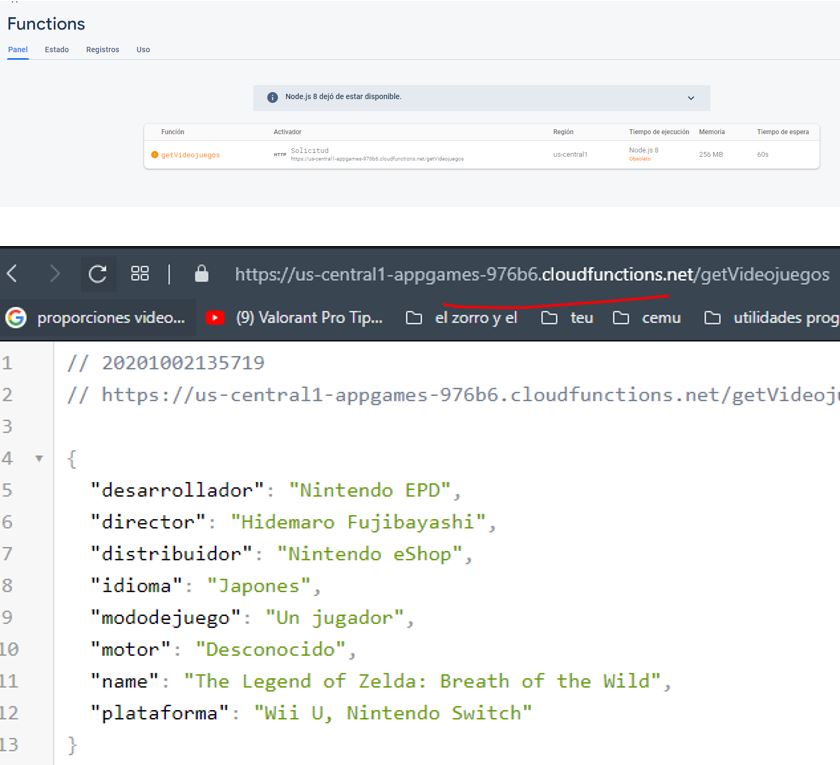 Functions
Panel Estado Registros Uso
Node.js 8 dejó de estar disponible.
Función Activador Región Tiempo de ejecución Memoria Tiempo de espera
getVideojuegos HTTP Solicitud us-central1 Node.js 8 256 MB 60s
https://us-central1-appgames-976b6.cloudfunctions.net/getVideojuegos Obsoleto
https://us-central1-appgames-976b6.cloudfunctions.net/getVideojuegos
proporciones video... (9) Valorant Pro Tip... el zorro y el teu cemu utilidades prog
1 // 20201002135719
2 // https://us-central1-appgames-976b6.cloudfunctions.net/getVideoj
3
4 {
5 "desarrollador": "Nintendo EPD",
6 "director": "Hidemaro Fujibayashi",
7 "distribuidor": "Nintendo eShop",
8 "idioma": "Japones",
9 "mododejuego": "Un jugador",
10 "motor": "Desconocido",
11 "name": "The Legend of Zelda: Breath of the Wild",
12 "plataforma": "Wii U, Nintendo Switch"
13 }